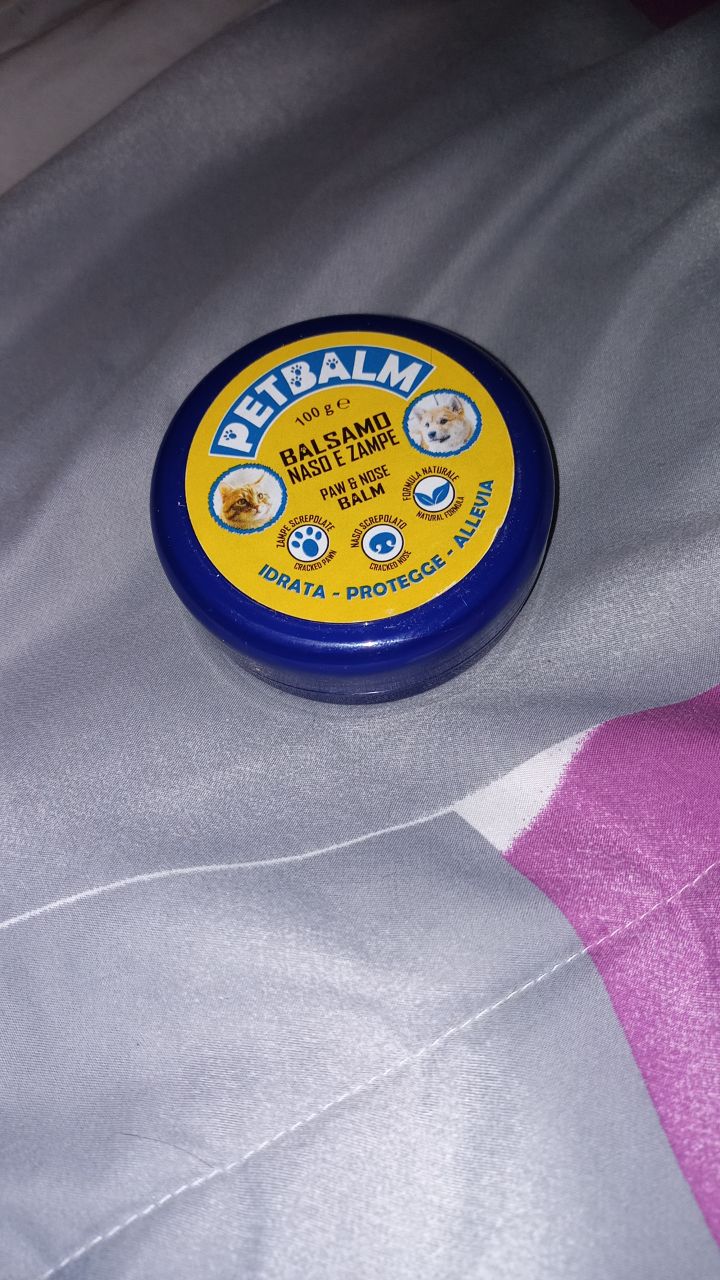 PETBALM
100 g ℮
BALSAMO
NASO E ZAMPE
PAW & NOSE
BALM
FORMULA NATURALE
NATURAL FORMULA
ZAMPE SCREPOLATE
CRACKED PAWN
NASO SCREPOLATO
CRACKED NOSE
IDRATA - PROTEGGE - ALLEVIA